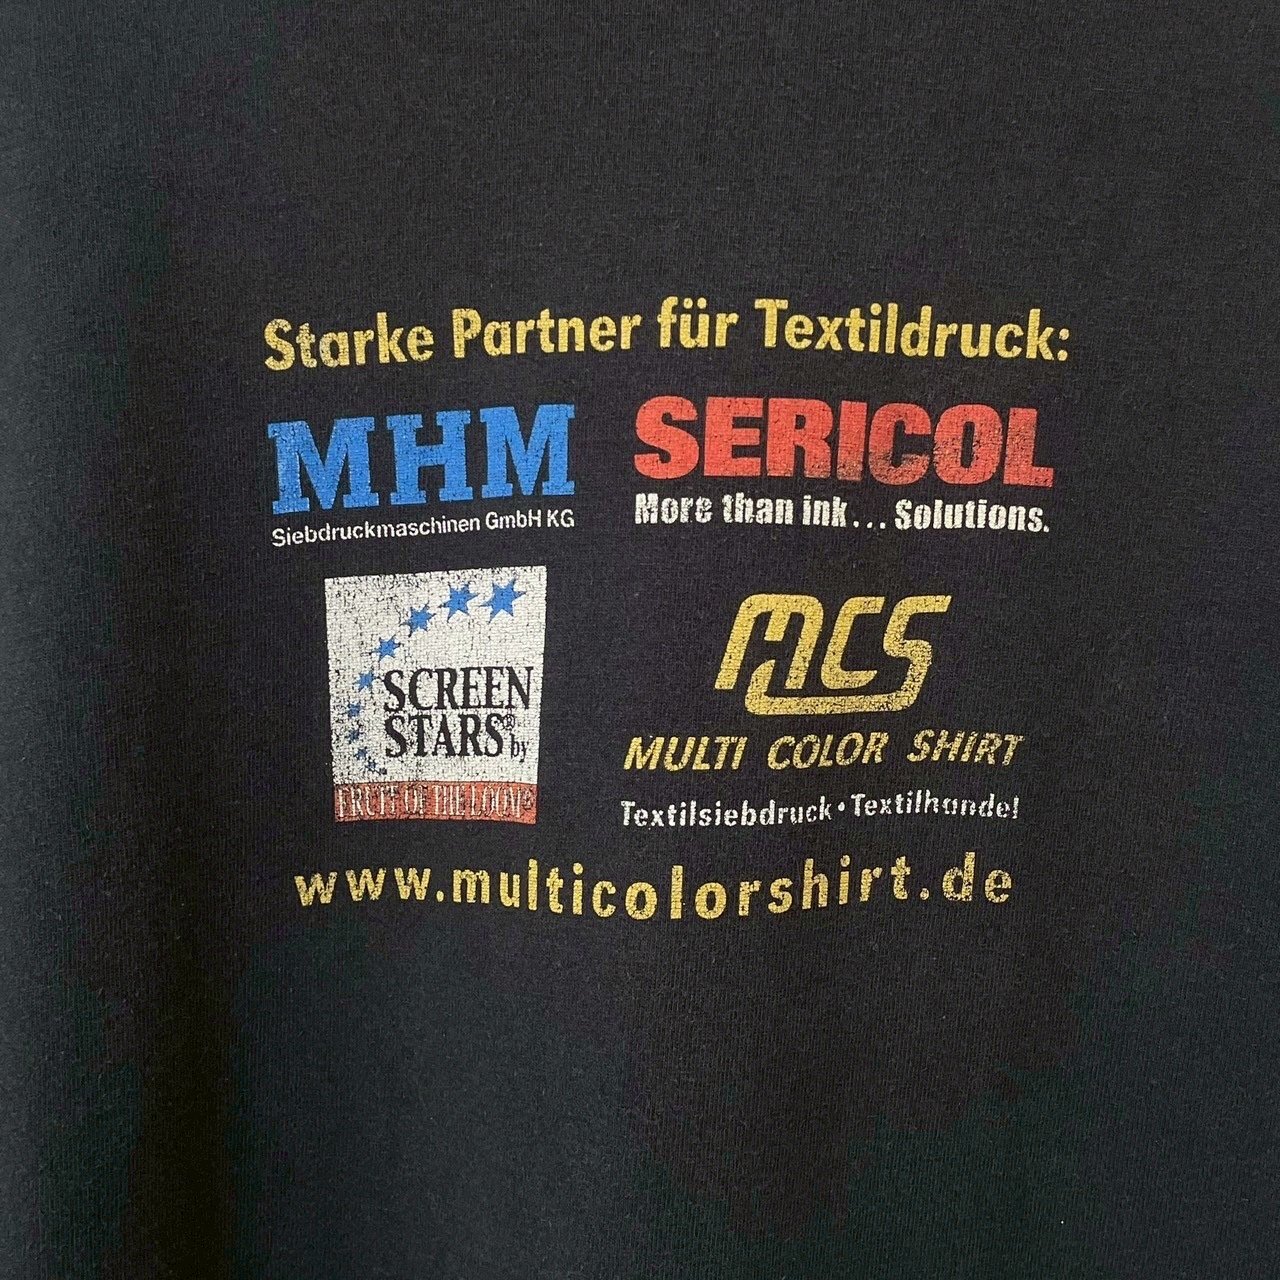 Starke Partner für Textildruck:
MHM
Siebdruckmaschinen GmbH KG
SERICOL
More than ink... Solutions.
SCREEN
STARS® by
FRUIT OF THE LOOM®
MCS
MULTI COLOR SHIRT
Textilsiebdruck • Textilhandel
www.multicolorshirt.de